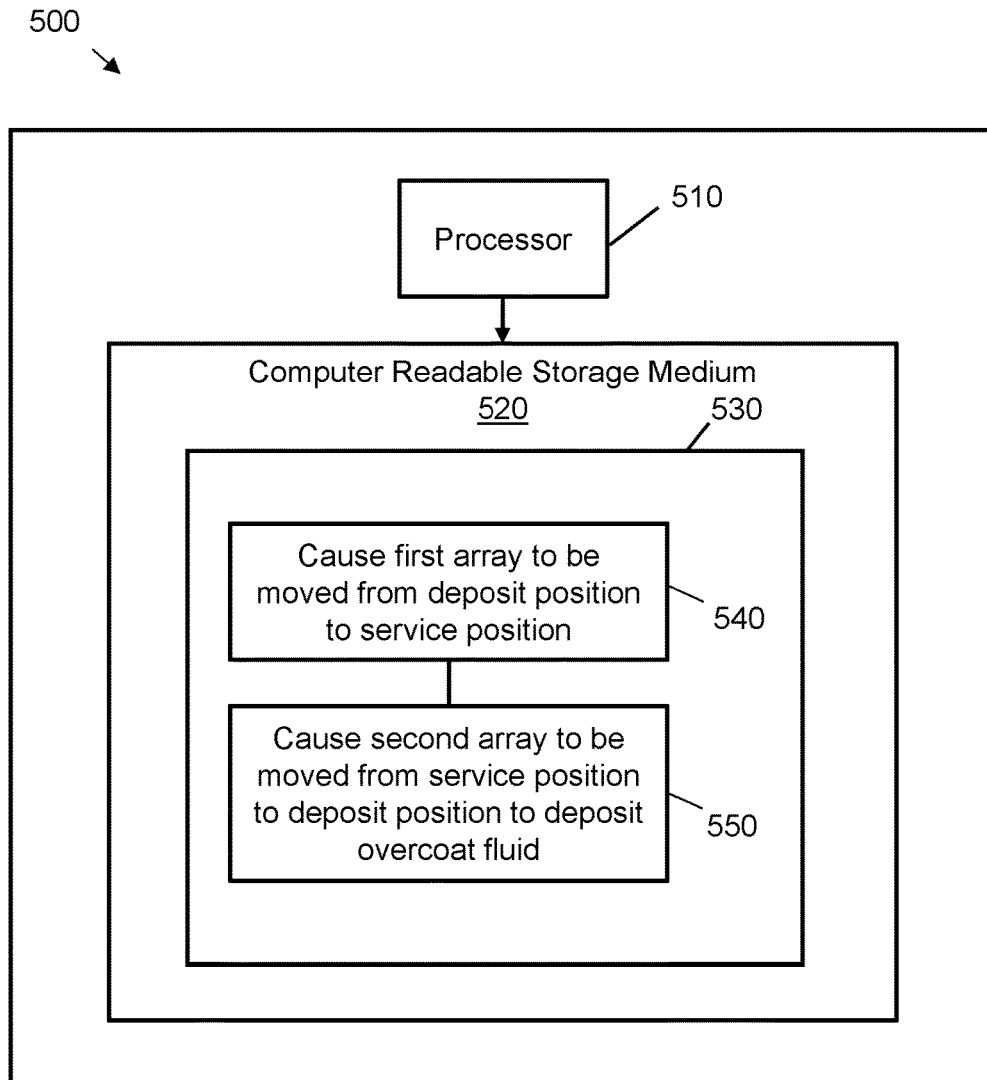 500
Processor
510
Computer Readable Storage Medium
520
530
Cause first array to be
moved from deposit position
to service position
540
Cause second array to be
moved from service position
to deposit position to deposit
overcoat fluid
550